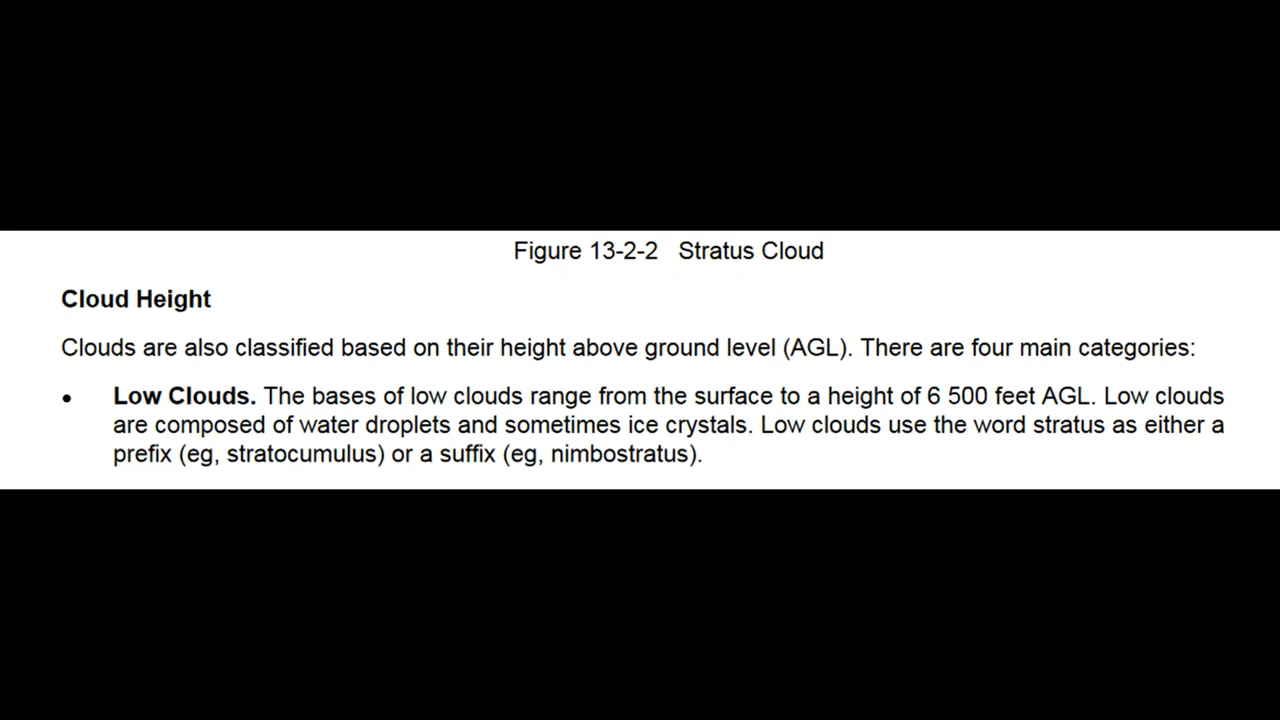 Figure 13-2-2 Stratus Cloud
Cloud Height
Clouds are also classified based on their height above ground level (AGL). There are four main categories:
• Low Clouds. The bases of low clouds range from the surface to a height of 6 500 feet AGL. Low clouds
are composed of water droplets and sometimes ice crystals. Low clouds use the word stratus as either a
prefix (eg, stratocumulus) or a suffix (eg, nimbostratus).